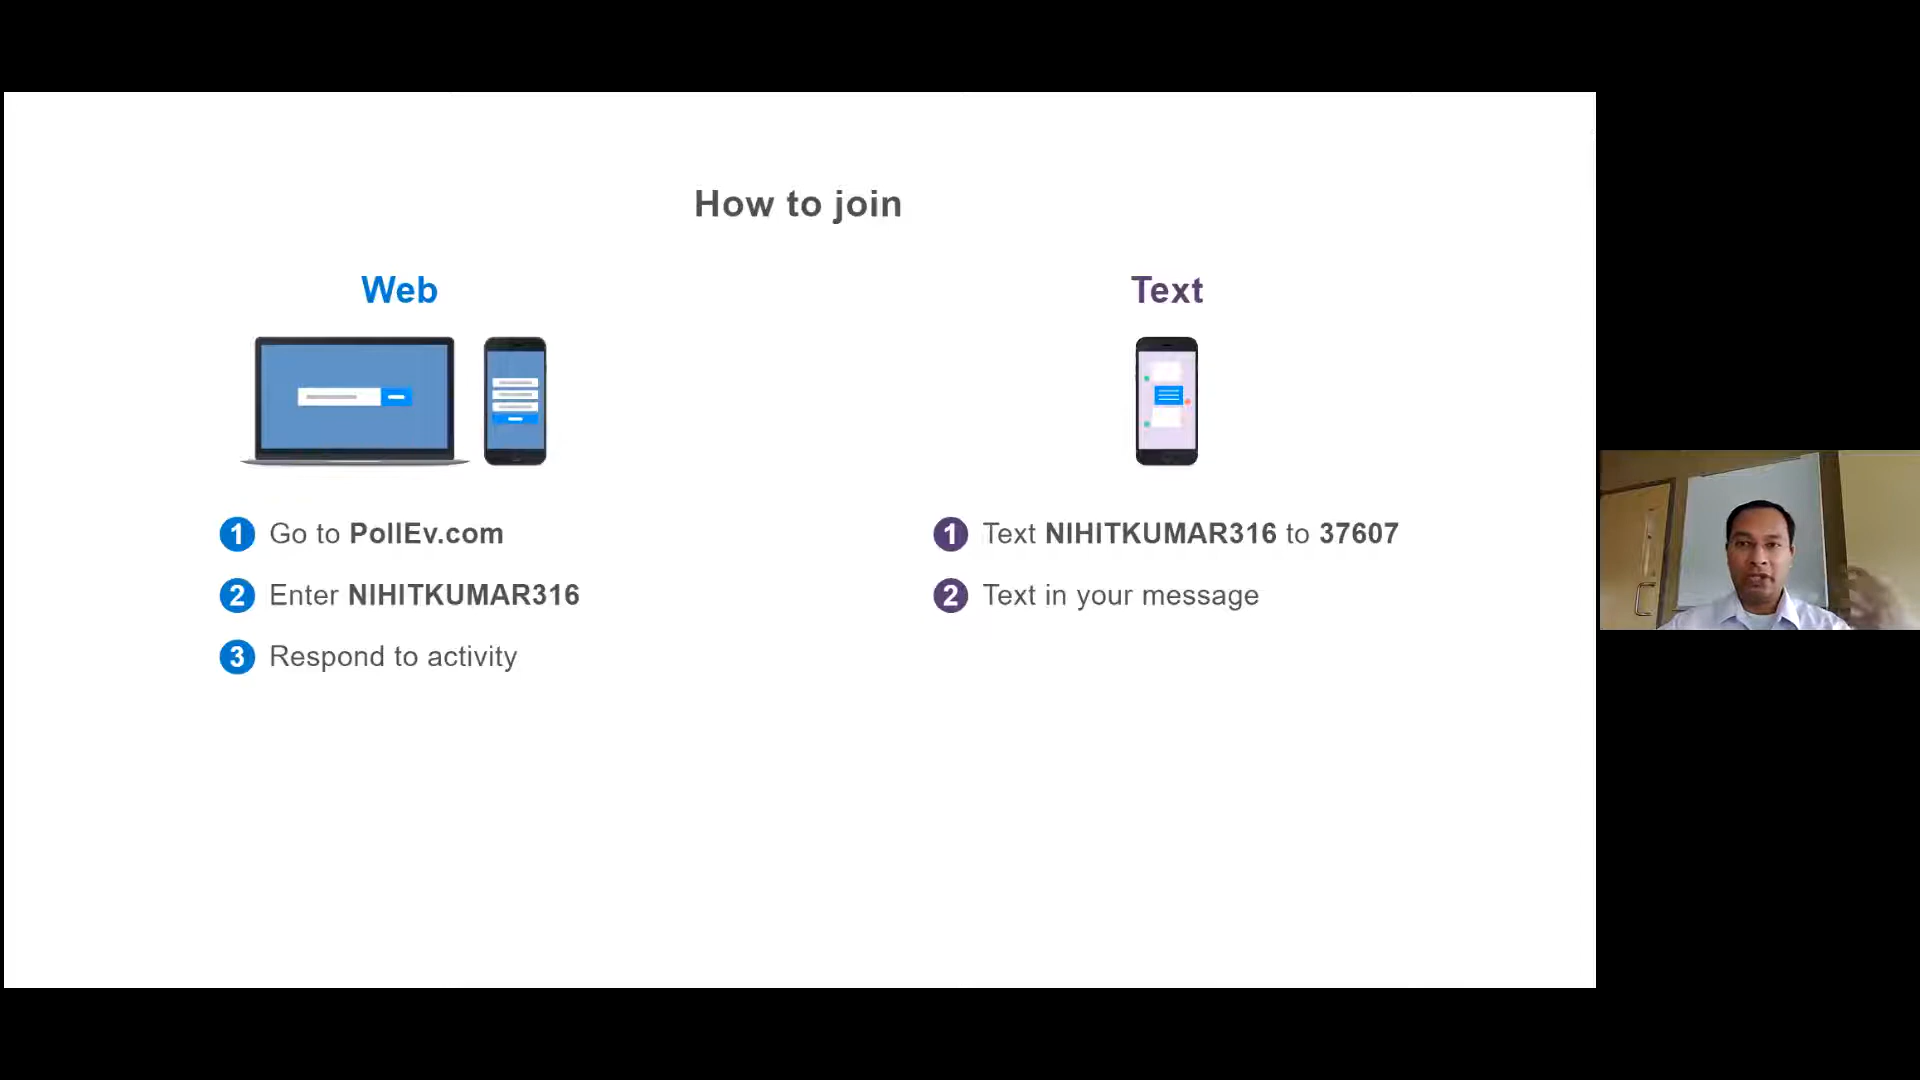 How to join
Web
1 Go to PollEv.com
2 Enter NIHITKUMAR316
3 Respond to activity
Text
1 Text NIHITKUMAR316 to 37607
2 Text in your message